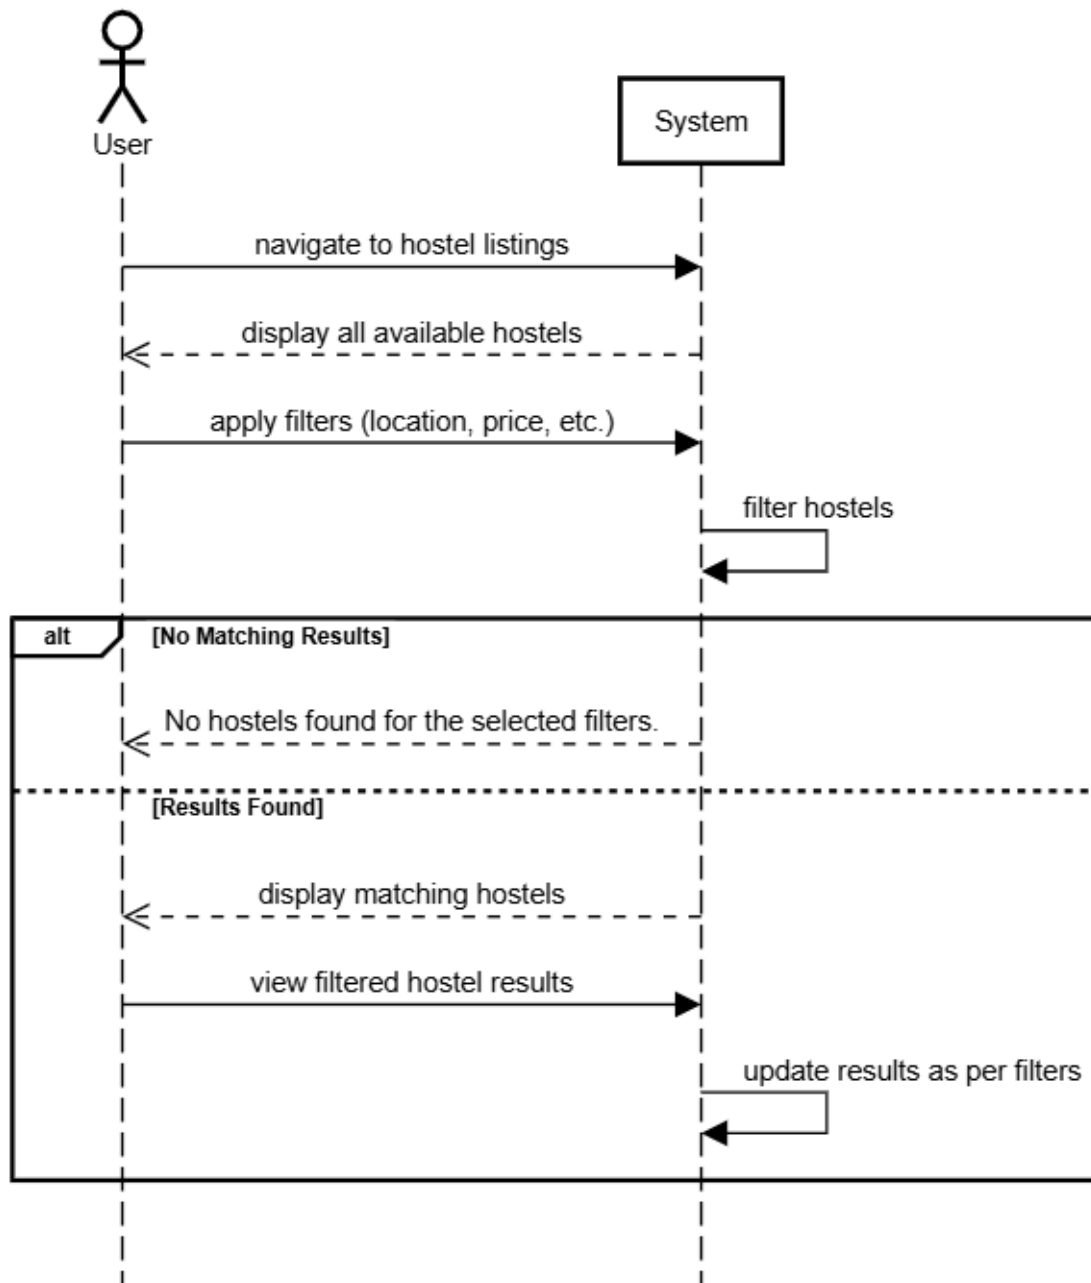 User
System
navigate to hostel listings
display all available hostels
apply filters (location, price, etc.)
filter hostels
alt [No Matching Results]
No hostels found for the selected filters.
[Results Found]
display matching hostels
view filtered hostel results
update results as per filters